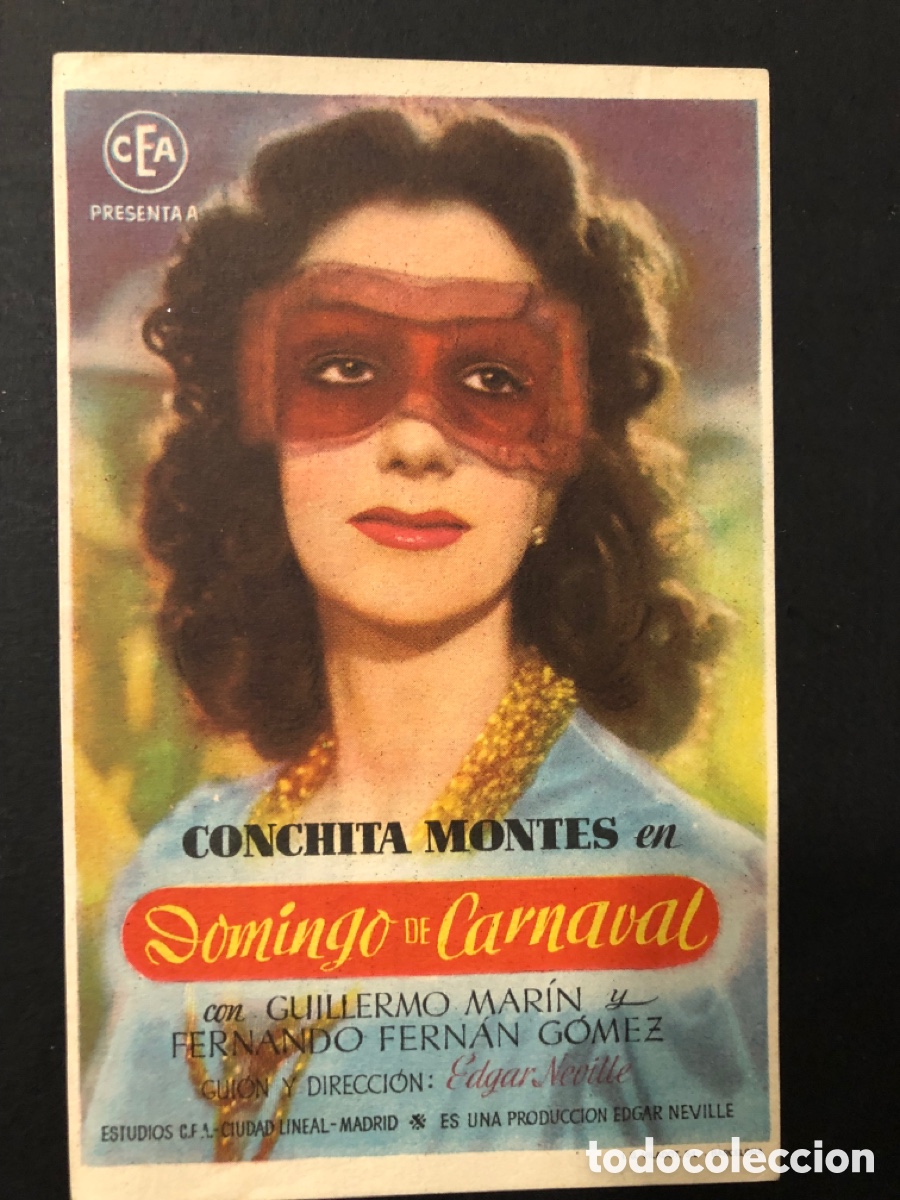 CEA
PRESENTA A
CONCHITA MONTES en
Domingo DE Carnaval
con GUILLERMO MARÍN y
FERNANDO FERNÁN GÓMEZ
GUIÓN Y DIRECCIÓN: Edgar Neville
ESTUDIOS C.E.A.-CIUDAD LINEAL-MADRID ※ ES UNA PRODUCCION EDGAR NEVILLE
todocoleccion